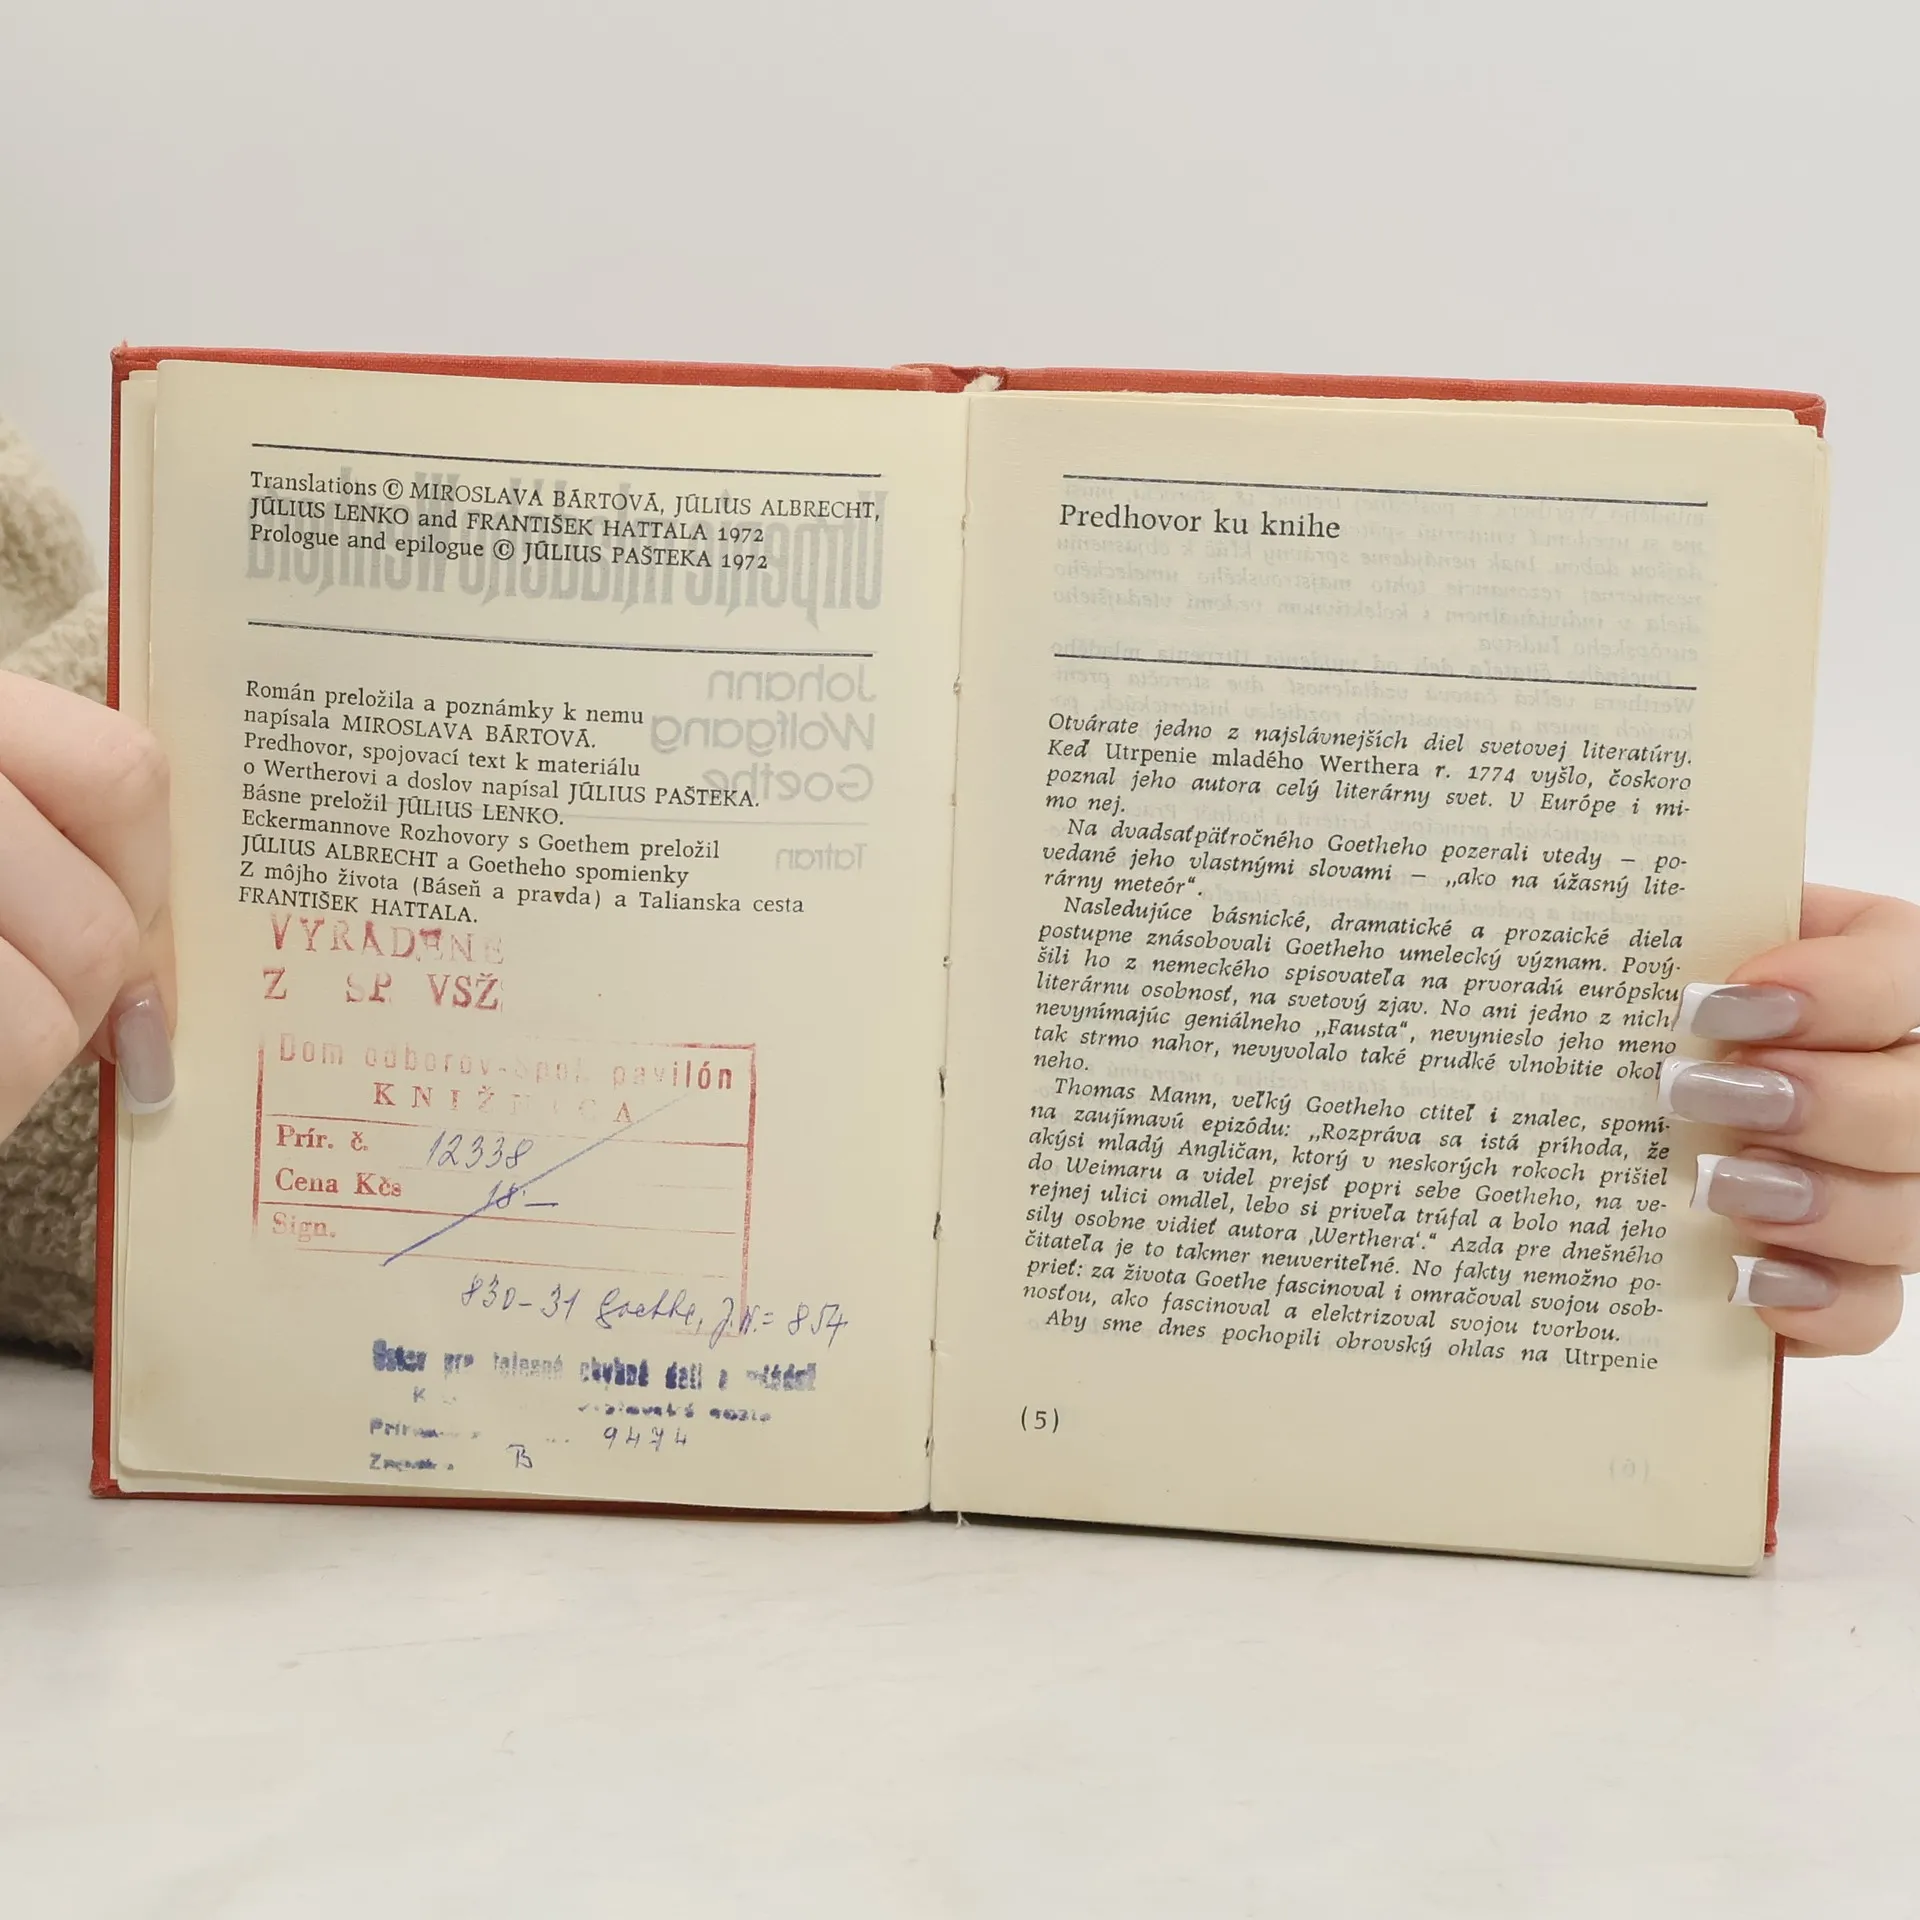 Translations © MIROSLAVA BÁRTOVÁ, JÚLIUS ALBRECHT,
JÚLIUS LENKO and FRANTIŠEK HATTALA 1972
Prologue and epilogue © JÚLIUS PAŠTEKA 1972
Román preložila a poznámky k nemu
napísala MIROSLAVA BÁRTOVÁ.
Predhovor, spojovací text k materiálu
o Wertherovi a doslov napísal JÚLIUS PAŠTEKA.
Básne preložil JÚLIUS LENKO.
Eckermannove Rozhovory s Goethem preložil
JÚLIUS ALBRECHT a Goetheho spomienky
Z môjho života (Báseň a pravda) a Talianska cesta
FRANTIŠEK HATTALA.
VYRADENÉ
Z SP VSŽ
Dom odborov-Spol. pavilón
KNIŽNICA
Prír. č. 12338
Cena Kčs 18.—
Sign.
830-31 Goethe, J.W. = 854
Ústav pre telesne chybné deti a mládež
9474
B
Predhovor ku knihe
Otvárate jedno z najslávnejších diel svetovej literatúry.
Keď Utrpenie mladého Werthera r. 1774 vyšlo, čoskoro
poznal jeho autora celý literárny svet. V Európe i mi-
mo nej.
Na dvadsaťpäťročného Goetheho pozerali vtedy — po-
vedané jeho vlastnými slovami — „ako na úžasný lite-
rárny meteór“.
Nasledujúce básnické, dramatické a prozaické diela
postupne znásobovali Goetheho umelecký význam. Pový-
šili ho z nemeckého spisovateľa na prvoradú európsku
literárnu osobnosť, na svetový zjav. No ani jedno z nich,
nevynímajúc geniálneho „Fausta“, nevynieslo jeho meno
tak strmo nahor, nevyvolalo také prudké vlnobitie okol
neho.
Thomas Mann, veľký Goetheho ctiteľ i znalec, spomí-
na zaujímavú epizódu: „Rozpráva sa istá príhoda, že
akýsi mladý Angličan, ktorý v neskorých rokoch prišiel
do Weimaru a videl prejsť popri sebe Goetheho, na ve-
rejnej ulici omdlel, lebo si priveľa trúfal a bolo nad jeho
sily osobne vidieť autora ‚Werthera‘.“ Azda pre dnešného
čitateľa je to takmer neuveriteľné. No fakty nemožno po-
prieť: za života Goethe fascinoval i omračoval svojou osob-
nosťou, ako fascinoval a elektrizoval svojou tvorbou.
Aby sme dnes pochopili obrovský ohlas na Utrpenie
(5)